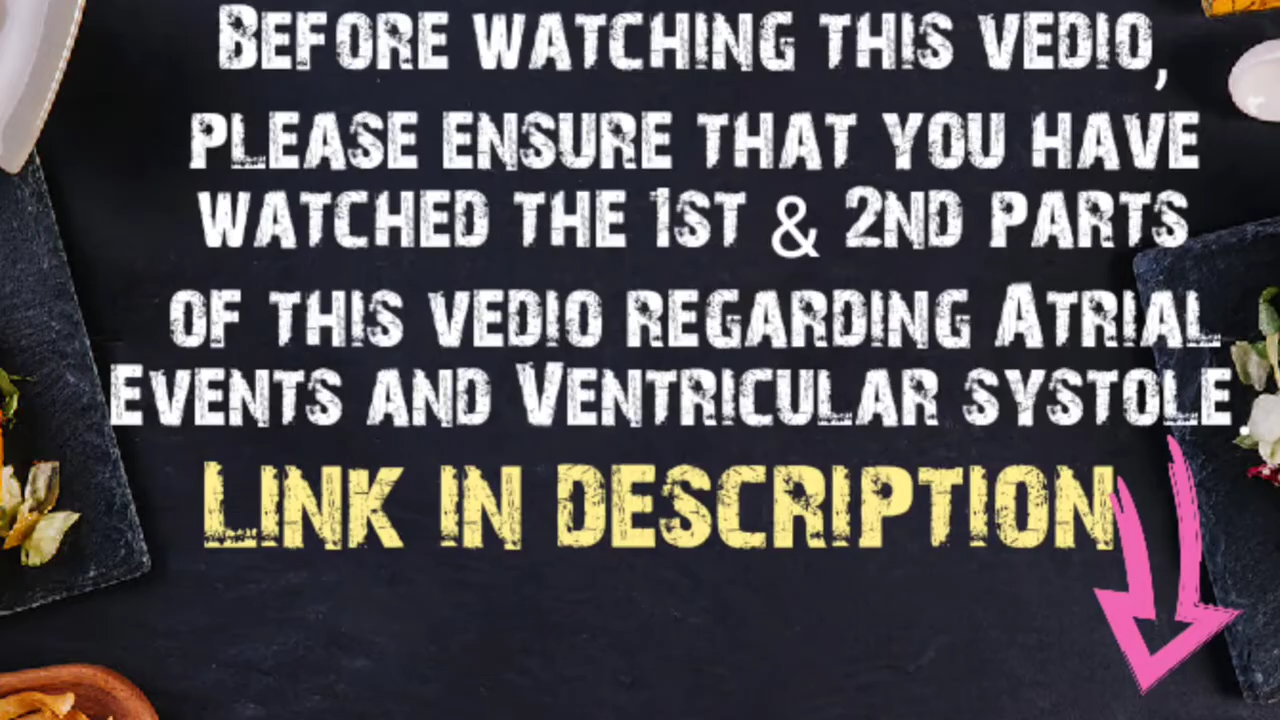 Before watching this vedio,
please ensure that you have
watched the 1st & 2nd parts
of this vedio regarding Atrial
Events and Ventricular systole.
Link in description